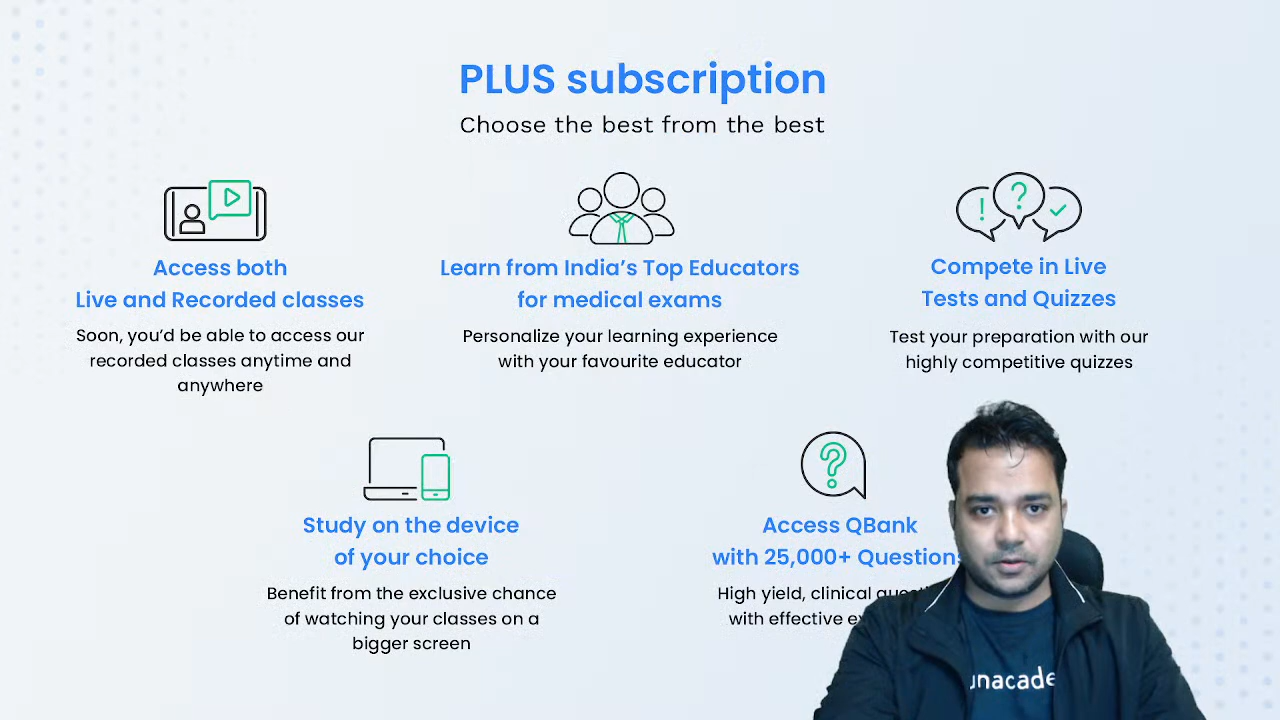 PLUS subscription
Choose the best from the best
Access both
Live and Recorded classes
Soon, you'd be able to access our
recorded classes anytime and
anywhere
Learn from India's Top Educators
for medical exams
Personalize your learning experience
with your favourite educator
Compete in Live
Tests and Quizzes
Test your preparation with our
highly competitive quizzes
Study on the device
of your choice
Benefit from the exclusive chance
of watching your classes on a
bigger screen
Access QBank
with 25,000+ Questions
High yield, clinical
with effective